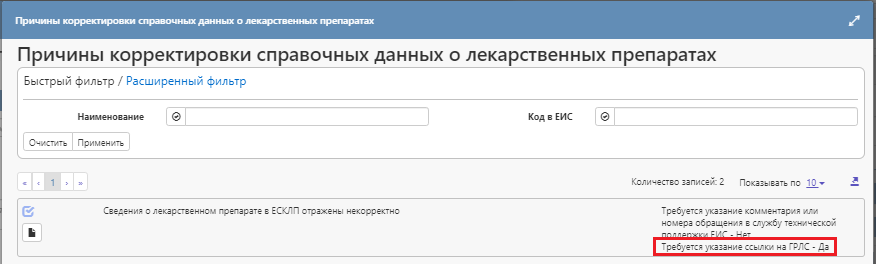 Причины корректировки справочных данных о лекарственных препаратах
Причины корректировки справочных данных о лекарственных препаратах
Быстрый фильтр / Расширенный фильтр
Наименование Код в ЕИС
Очистить Применить
« ‹ 1 › » Количество записей: 2 Показывать по 10
Сведения о лекарственном препарате в ЕСКЛП отражены некорректно Требуется указание комментария или
номера обращения в службу технической
поддержки ЕИС - Нет
Требуется указание ссылки на ГРЛС - Да